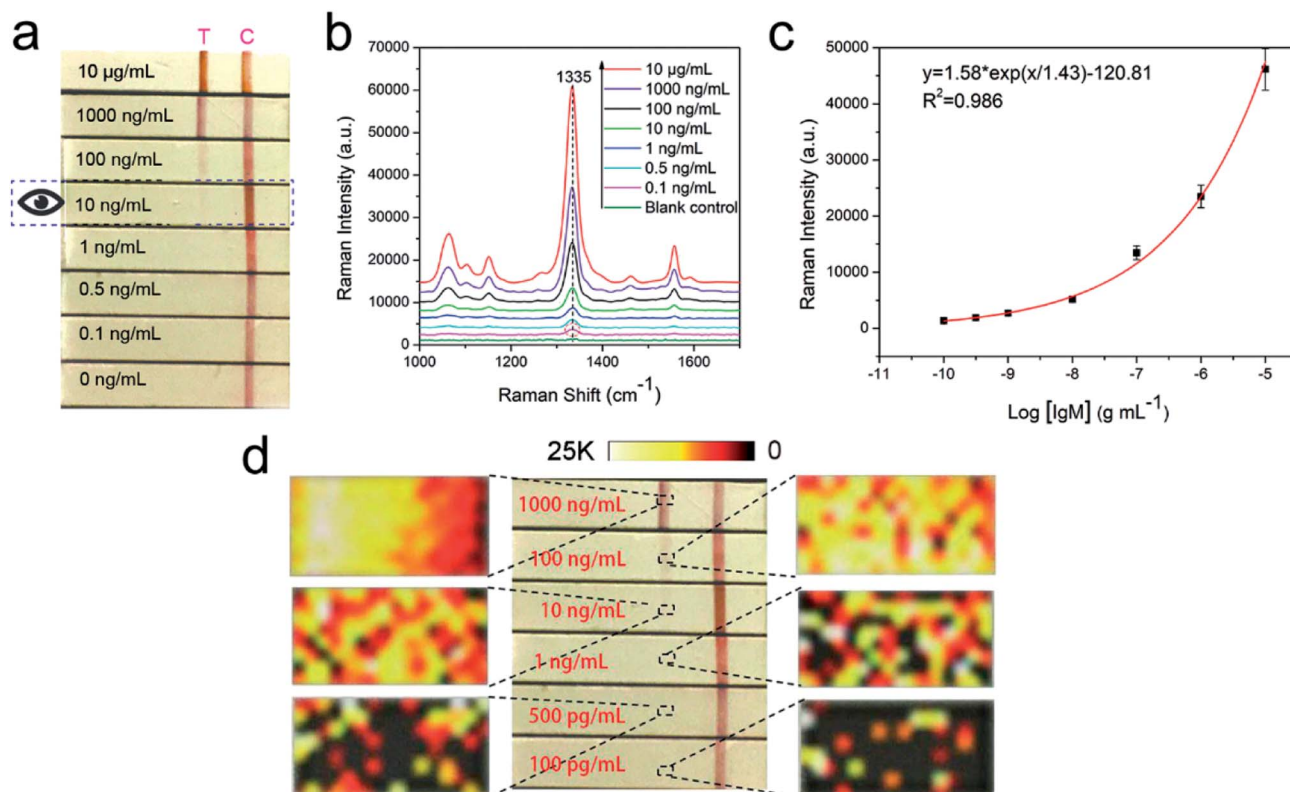 a
T C
10 µg/mL
1000 ng/mL
100 ng/mL
10 ng/mL
1 ng/mL
0.5 ng/mL
0.1 ng/mL
0 ng/mL
b
70000
60000
50000
40000
30000
20000
10000
0
Raman Intensity (a.u.)
1335
10 µg/mL
1000 ng/mL
100 ng/mL
10 ng/mL
1 ng/mL
0.5 ng/mL
0.1 ng/mL
Blank control
1000 1200 1400 1600
Raman Shift (cm⁻¹)
c
50000
40000
30000
20000
10000
0
Raman Intensity (a.u.)
y=1.58*exp(x/1.43)-120.81
R²=0.986
-11 -10 -9 -8 -7 -6 -5
Log [IgM] (g mL⁻¹)
d
25K 0
1000 ng/mL
100 ng/mL
10 ng/mL
1 ng/mL
500 pg/mL
100 pg/mL